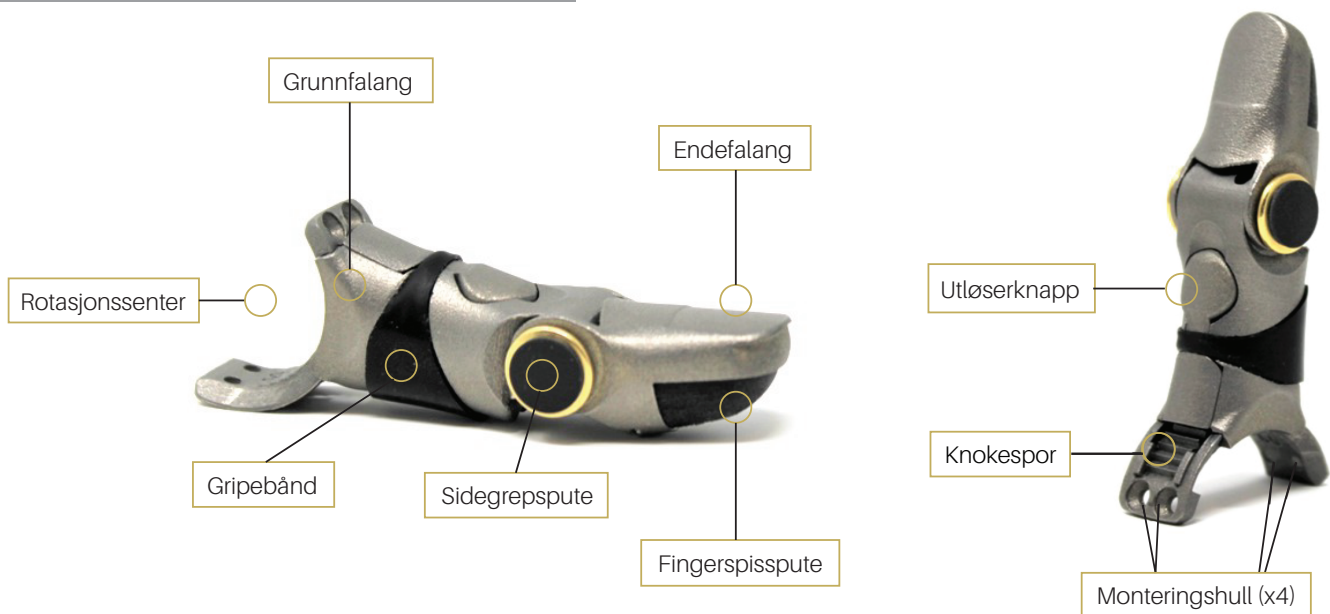 Grunnfalang
Endefalang
Rotasjonssenter
Utløserknapp
Gripebånd
Sidegrepspute
Knokespor
Fingerspisspute
Monteringshull (x4)